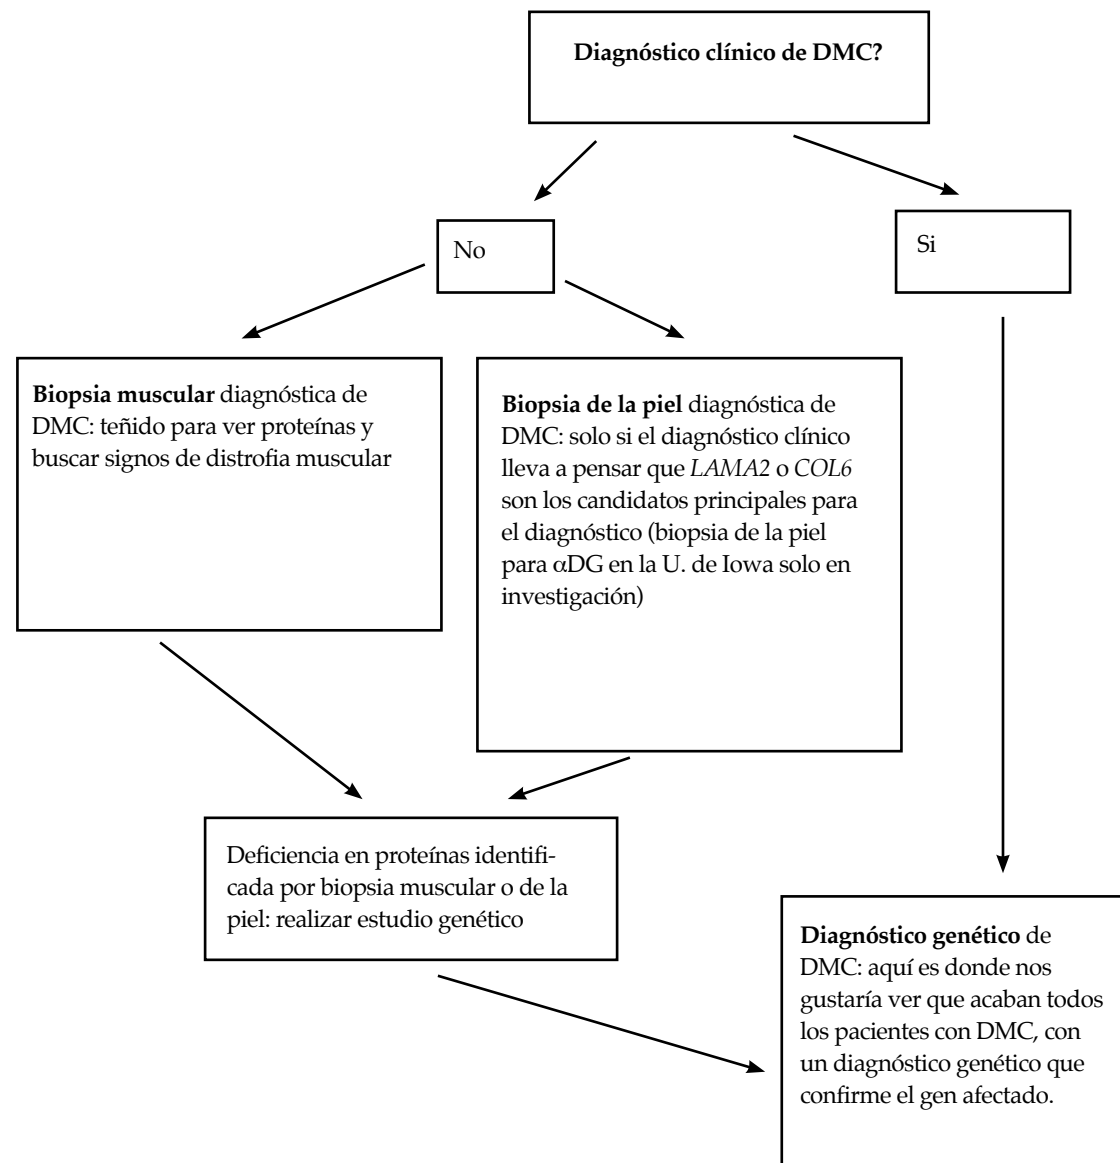 Diagnóstico clínico de DMC?
No
Si
Biopsia muscular diagnóstica de
DMC: teñido para ver proteínas y
buscar signos de distrofia muscular
Biopsia de la piel diagnóstica de
DMC: solo si el diagnóstico clínico
lleva a pensar que LAMA2 o COL6
son los candidatos principales para
el diagnóstico (biopsia de la piel
para αDG en la U. de Iowa solo en
investigación)
Deficiencia en proteínas identifi-
cada por biopsia muscular o de la
piel: realizar estudio genético
Diagnóstico genético de
DMC: aquí es donde nos
gustaría ver que acaban todos
los pacientes con DMC, con
un diagnóstico genético que
confirme el gen afectado.